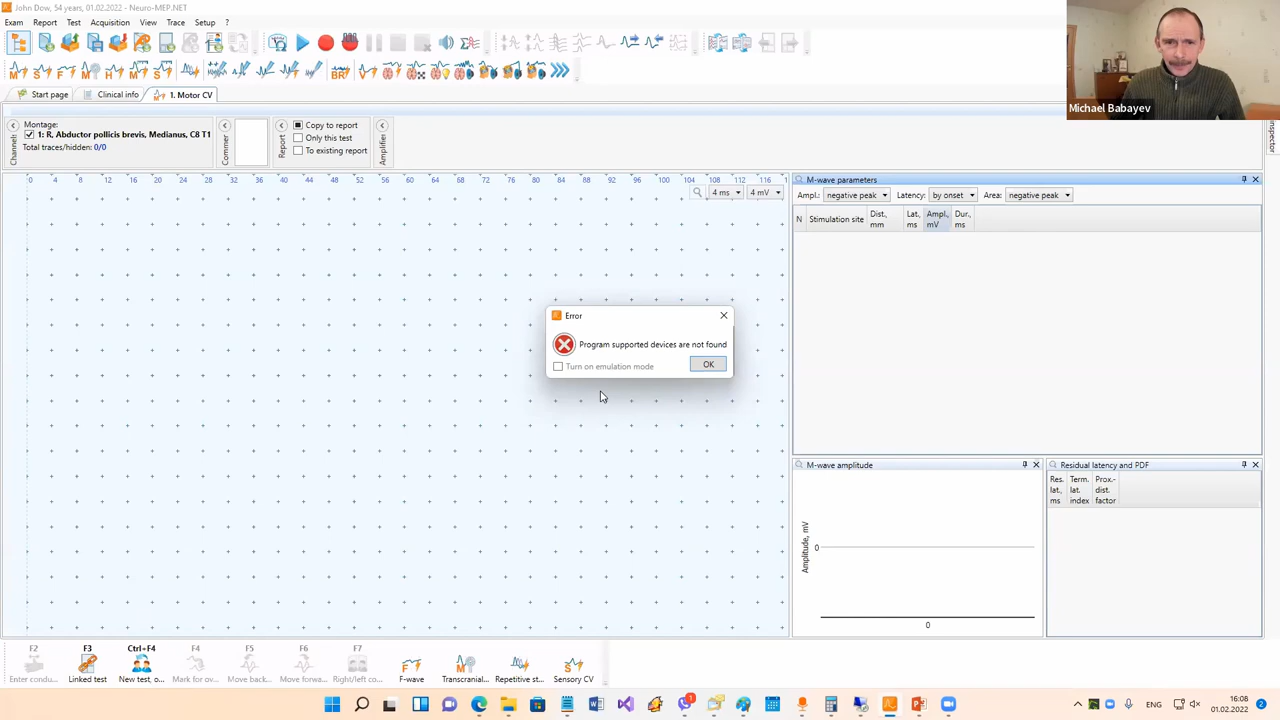 John Dow, 54 years, 01.02.2022 - Neuro-MEP.NET
Exam Report Test Acquisition View Trace Setup ?
Start page Clinical info 1. Motor CV
Michael Babayev
Channels
Montage:
1: R, Abductor pollicis brevis, Medianus, C8 T1
Total traces/hidden: 0/0
Commer
Report
Copy to report
Only this test
To existing report
Amplifier
Inspector
0 4 8 12 16 20 24 28 32 36 40 44 48 52 56 60 64 68 72 76 80 84 88 92 96 100 104 108 112 116 1
4 ms 4 mV
M-wave parameters
Ampl.: negative peak Latency: by onset Area: negative peak
N Stimulation site Dist., mm Lat., ms Ampl., mV Dur., ms
Error
Program supported devices are not found
Turn on emulation mode OK
M-wave amplitude
Amplitude, mV
0
0
Residual latency and PDF
Res. lat., ms Term. lat. index Prox.-dist. factor
F2 F3 Ctrl+F4 F4 F5 F6 F7
Enter condu... Linked test New test, o... Mark for ov... Move back... Move forwa... Right/left co... F-wave Transcranial... Repetitive st... Sensory CV
1
ENG
16:08
01.02.2022
2